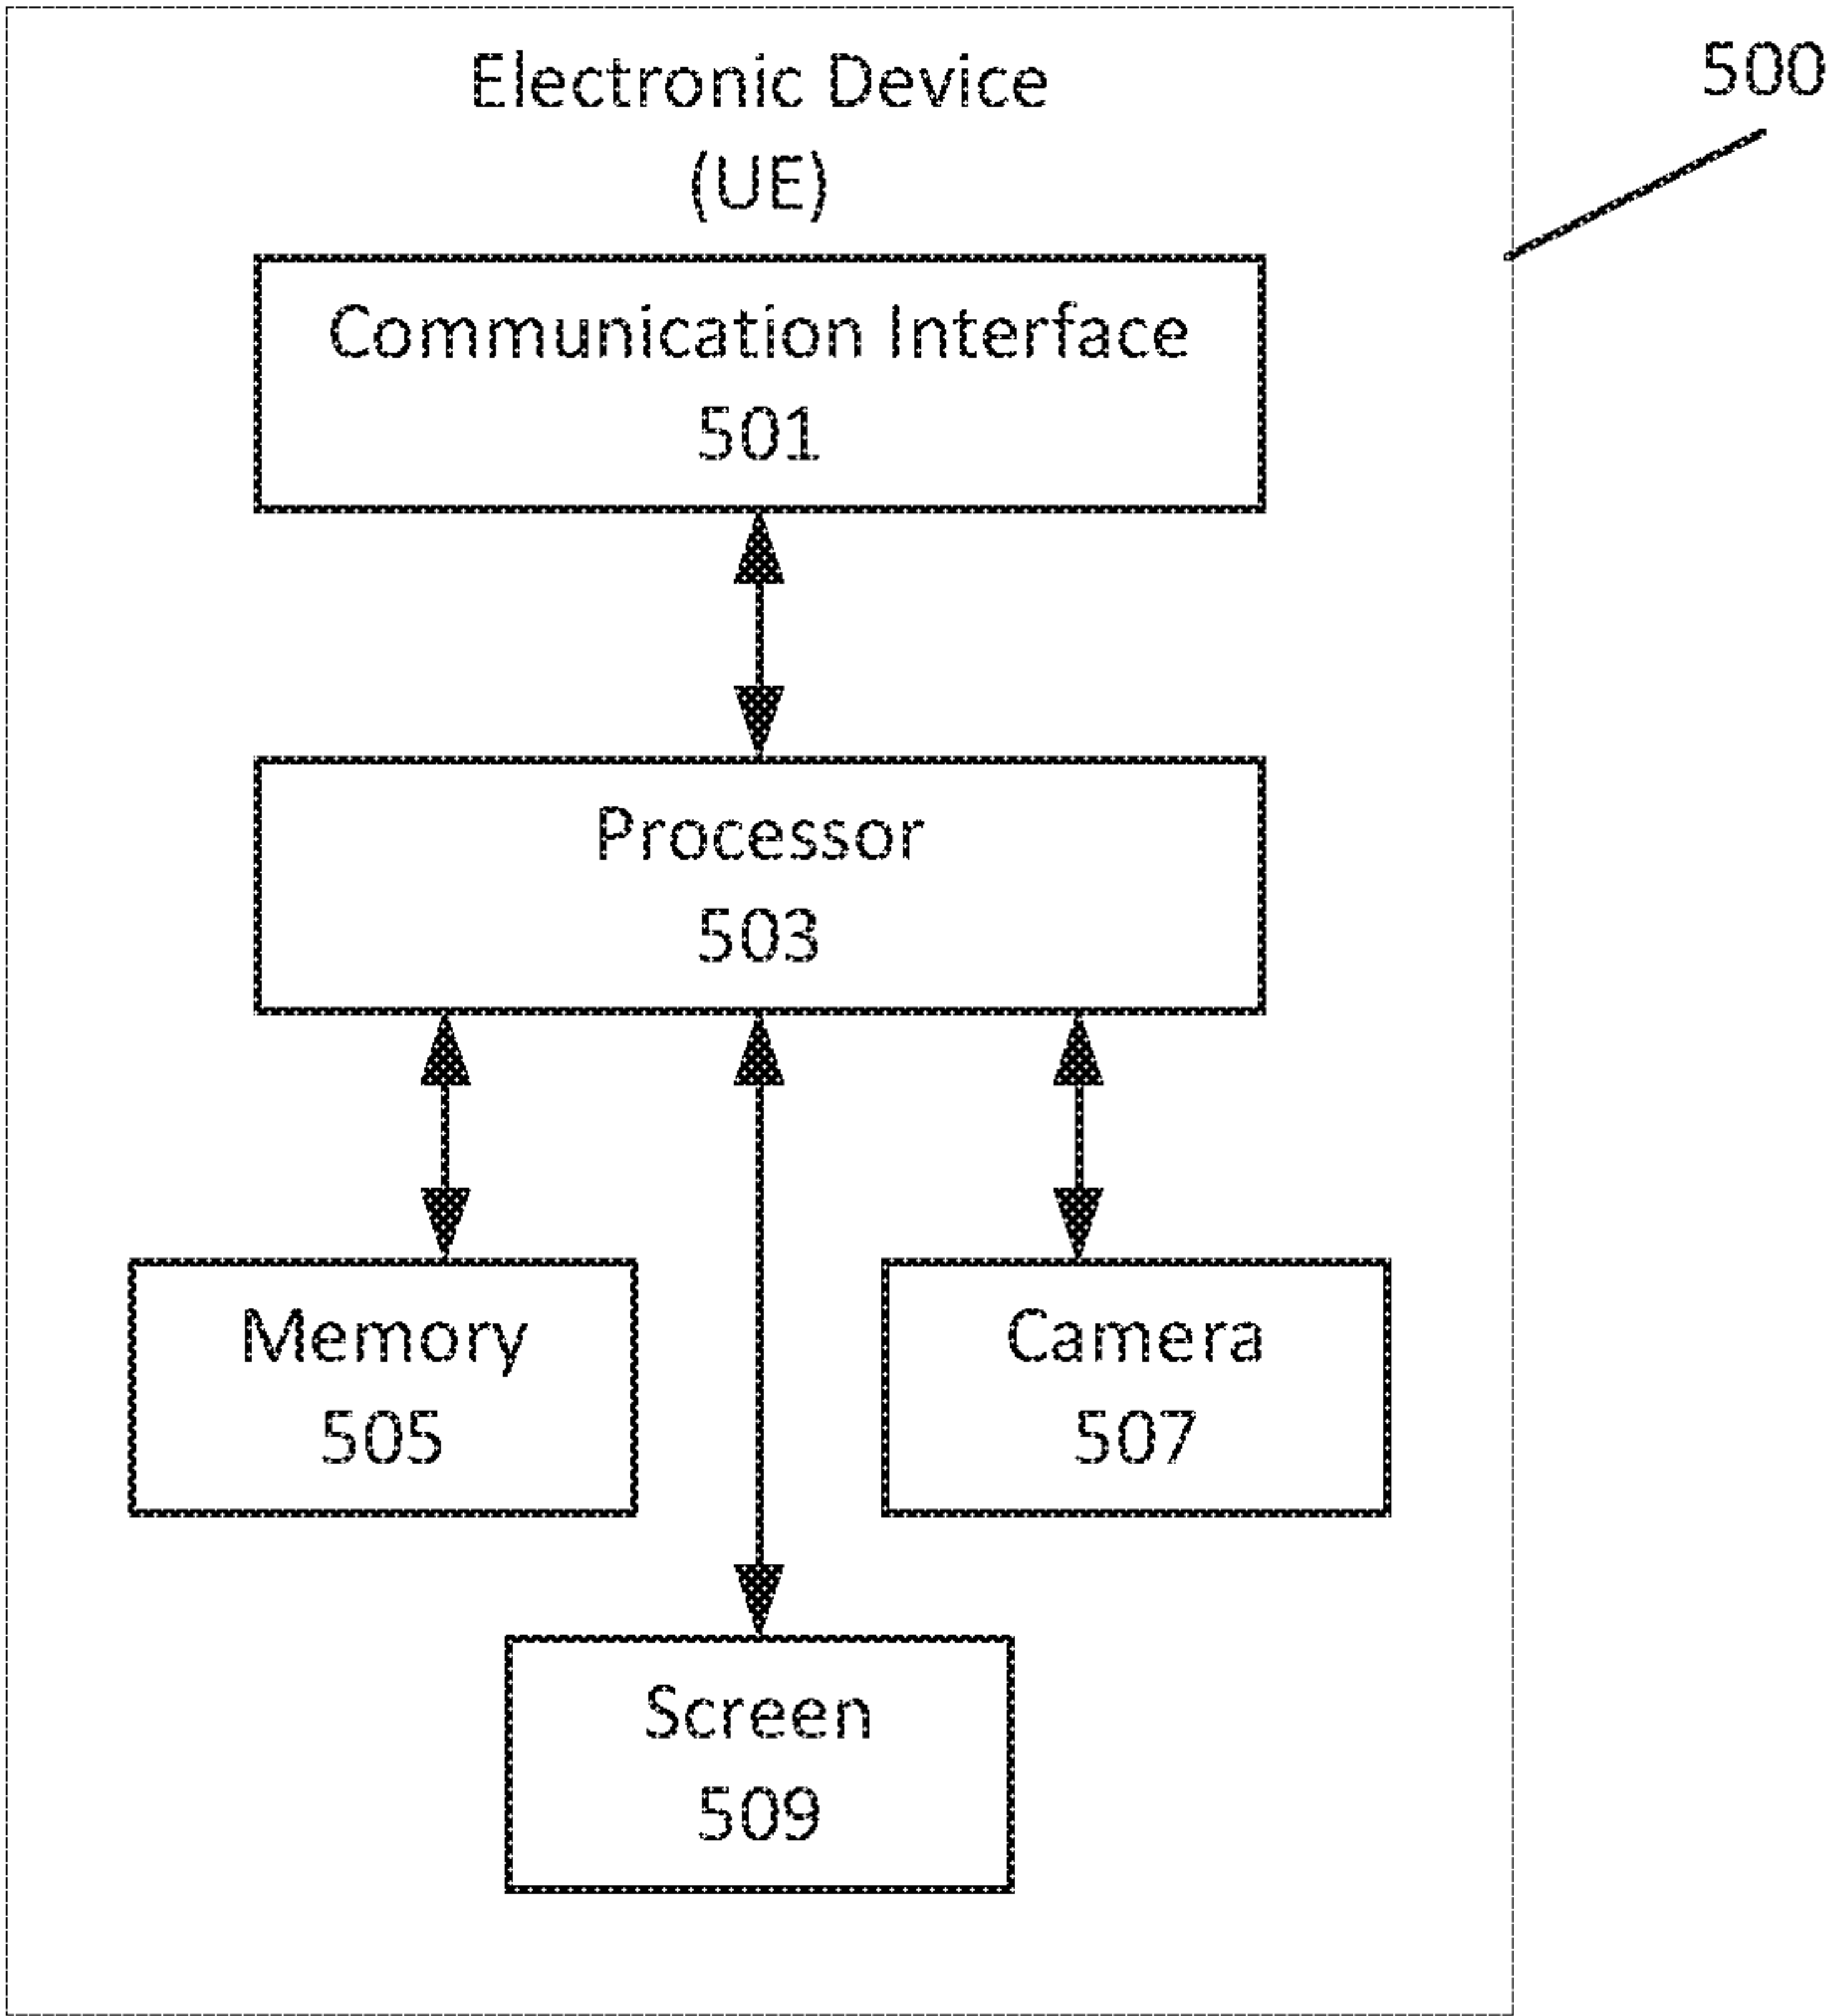 Electronic Device
(UE)
500
Communication Interface
501
Processor
503
Memory
505
Camera
507
Screen
509